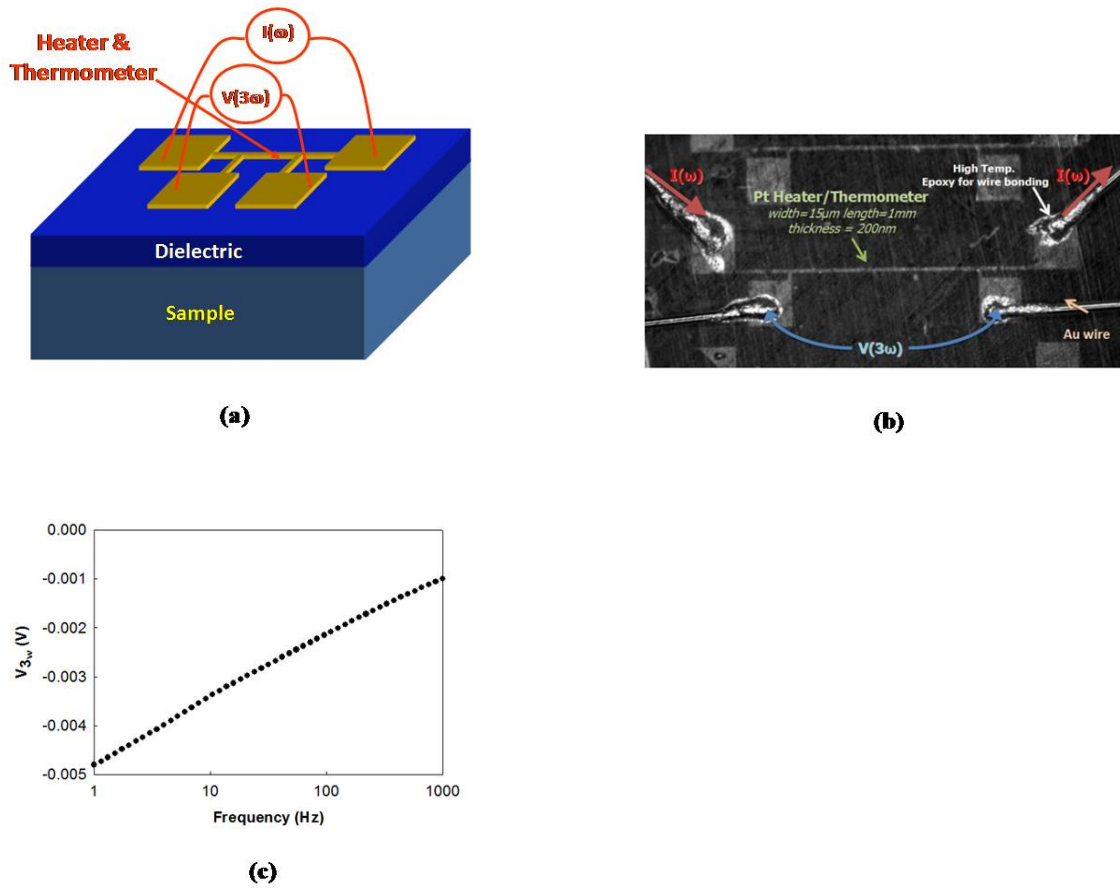 I(ω)
Heater &
Thermometer
V(3ω)
Dielectric
Sample
(a)
High Temp.
Epoxy for wire bonding
I(ω)
I(ω)
Pt Heater/Thermometer
width=15μm length=1mm
thickness = 200nm
Au wire
V(3ω)
(b)
0.000
-0.001
-0.002
-0.003
-0.004
-0.005
V3w (V)
1 10 100 1000
Frequency (Hz)
(c)